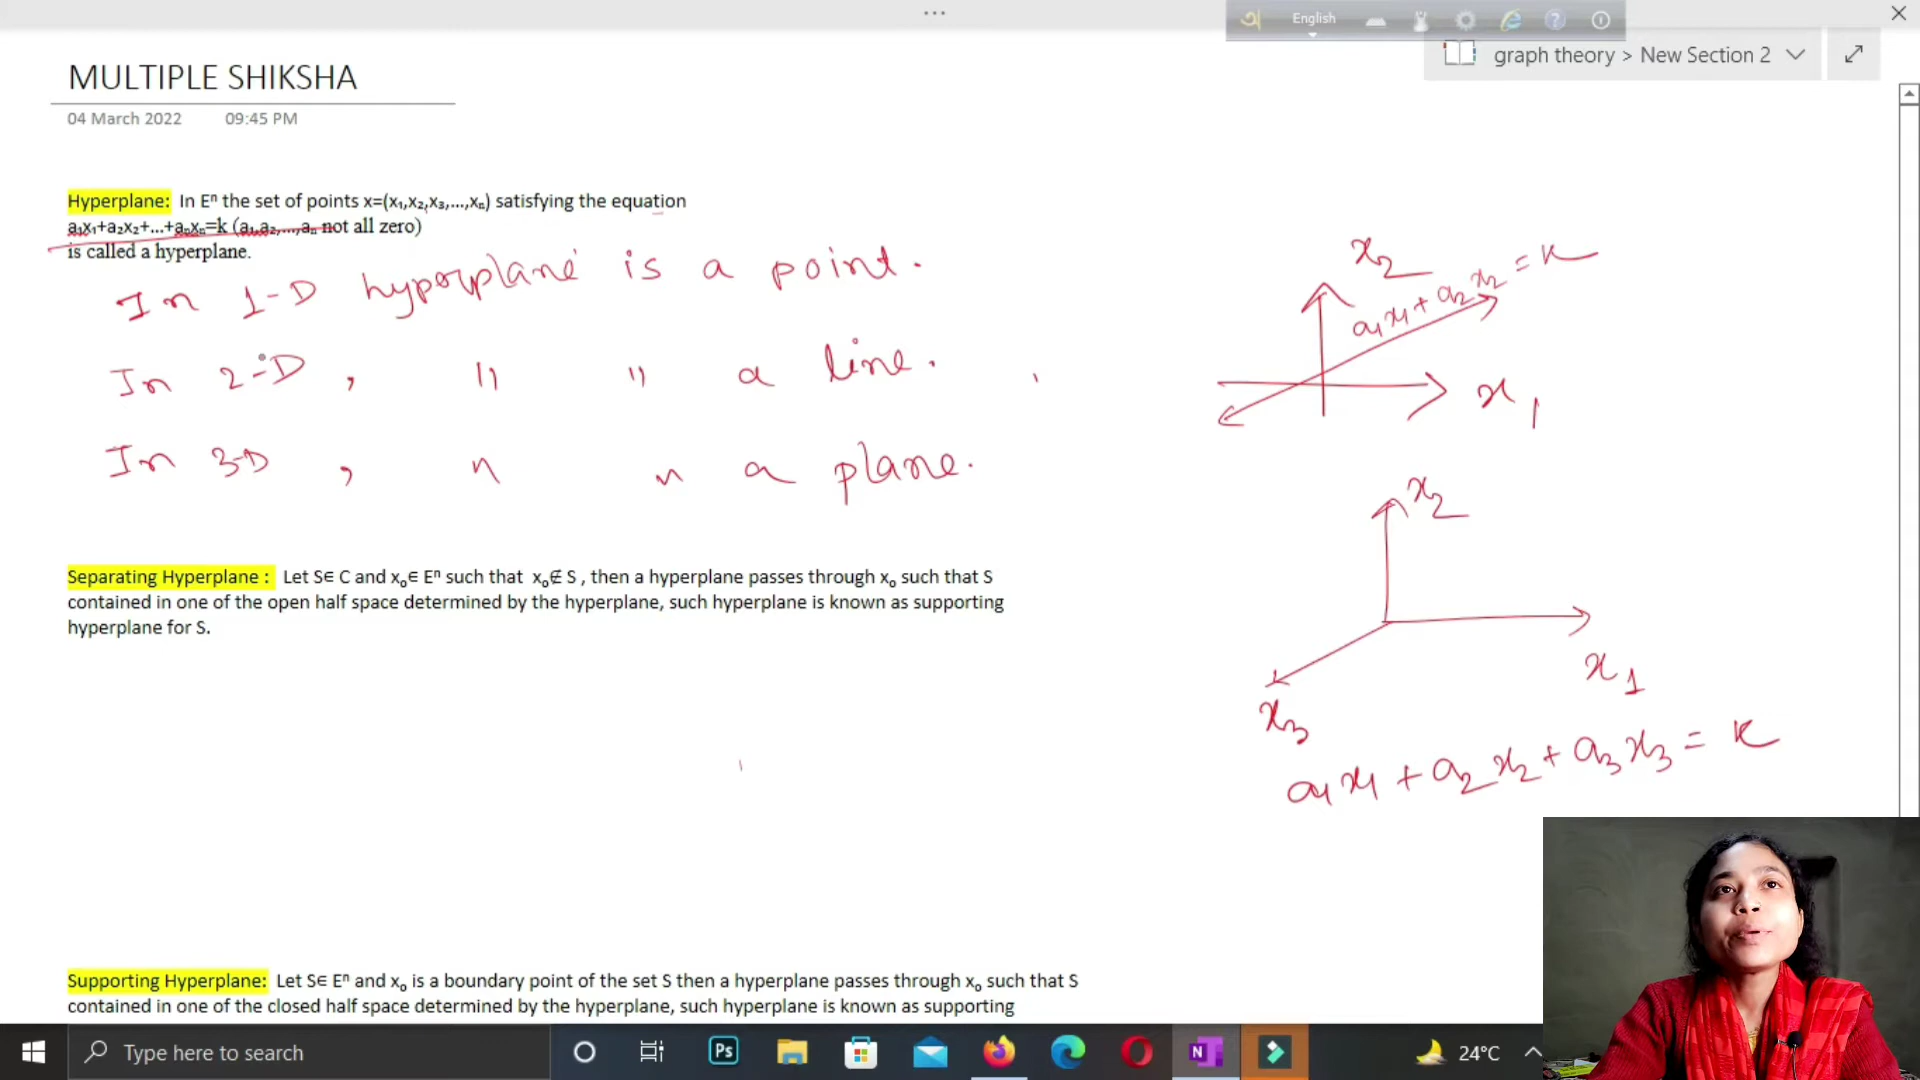 ...
English
graph theory > New Section 2
MULTIPLE SHIKSHA
04 March 2022 09:45 PM
Hyperplane: In Eⁿ the set of points x=(x₁,x₂,x₃,...,xₙ) satisfying the equation
a₁x₁+a₂x₂+...+aₙxₙ=k (a₁,a₂,...,aₙ not all zero)
is called a hyperplane.
In 1-D hyperplane is a point.
In 2-D, " " a line.
In 3-D, " " a plane.
x₂
a₁x₁+a₂x₂=k
x₁
x₂
x₁
x₃
a₁x₁+a₂x₂+a₃x₃=k
Separating Hyperplane : Let S∈ C and xₒ∈ Eⁿ such that xₒ∉ S , then a hyperplane passes through xₒ such that S
contained in one of the open half space determined by the hyperplane, such hyperplane is known as supporting
hyperplane for S.
Supporting Hyperplane: Let S∈ Eⁿ and xₒ is a boundary point of the set S then a hyperplane passes through xₒ such that S
contained in one of the closed half space determined by the hyperplane, such hyperplane is known as supporting
Type here to search
Ps
N
24°C